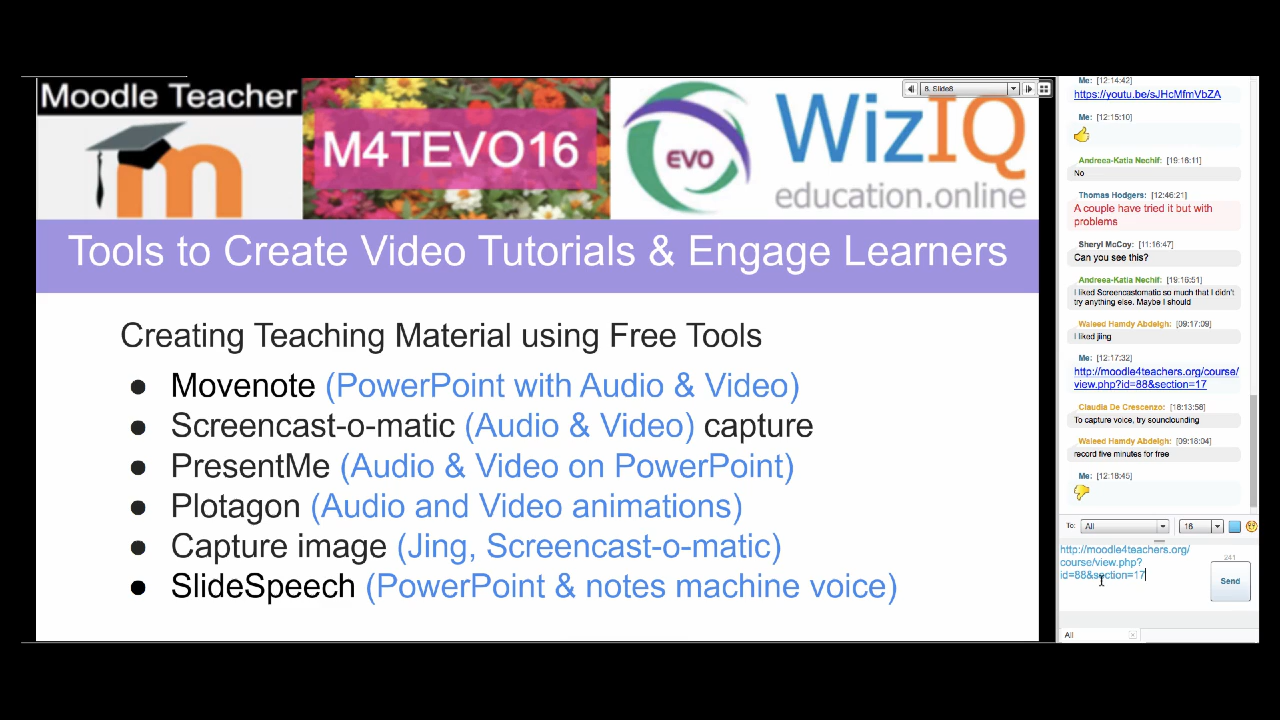 Moodle Teacher
m
M4TEVO16
EVO
WizIQ
education.online
8. Slide8
Tools to Create Video Tutorials & Engage Learners
Creating Teaching Material using Free Tools
● Movenote (PowerPoint with Audio & Video)
● Screencast-o-matic (Audio & Video) capture
● PresentMe (Audio & Video on PowerPoint)
● Plotagon (Audio and Video animations)
● Capture image (Jing, Screencast-o-matic)
● SlideSpeech (PowerPoint & notes machine voice)
Me: [12:14:42]
https://youtu.be/sJHcMfmVbZA
Me: [12:15:10]
Andreea-Katia Nechif: [19:16:11]
No
Thomas Hodgers: [12:46:21]
A couple have tried it but with
problems
Sheryl McCoy: [11:16:47]
Can you see this?
Andreea-Katia Nechif: [19:16:51]
I liked Screencastomatic so much that I didn't
try anything else. Maybe I should
Waleed Hamdy Abdelgh: [09:17:09]
I liked jiing
Me: [12:17:32]
http://moodle4teachers.org/course/
view.php?id=88&section=17
Claudia De Crescenzo: [18:13:58]
To capture voice, try sounclounding
Waleed Hamdy Abdelgh: [09:18:04]
record five minutes for free
Me: [12:18:45]
To: All 16
http://moodle4teachers.org/
course/view.php?
id=88&section=17
241
Send
All